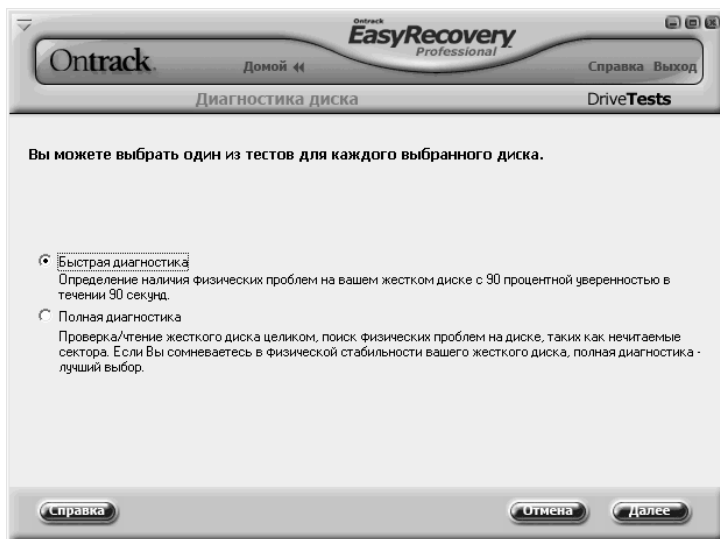 Ontrack
EasyRecovery
Professional
Ontrack
Домой
Справка Выход
Диагностика диска
DriveTests
Вы можете выбрать один из тестов для каждого выбранного диска.
Быстрая диагностика
Определение наличия физических проблем на вашем жестком диске с 90 процентной уверенностью в
течении 90 секунд.
Полная диагностика
Проверка/чтение жесткого диска целиком, поиск физических проблем на диске, таких как нечитаемые
сектора. Если Вы сомневаетесь в физической стабильности вашего жесткого диска, полная диагностика -
лучший выбор.
Справка
Отмена
Далее